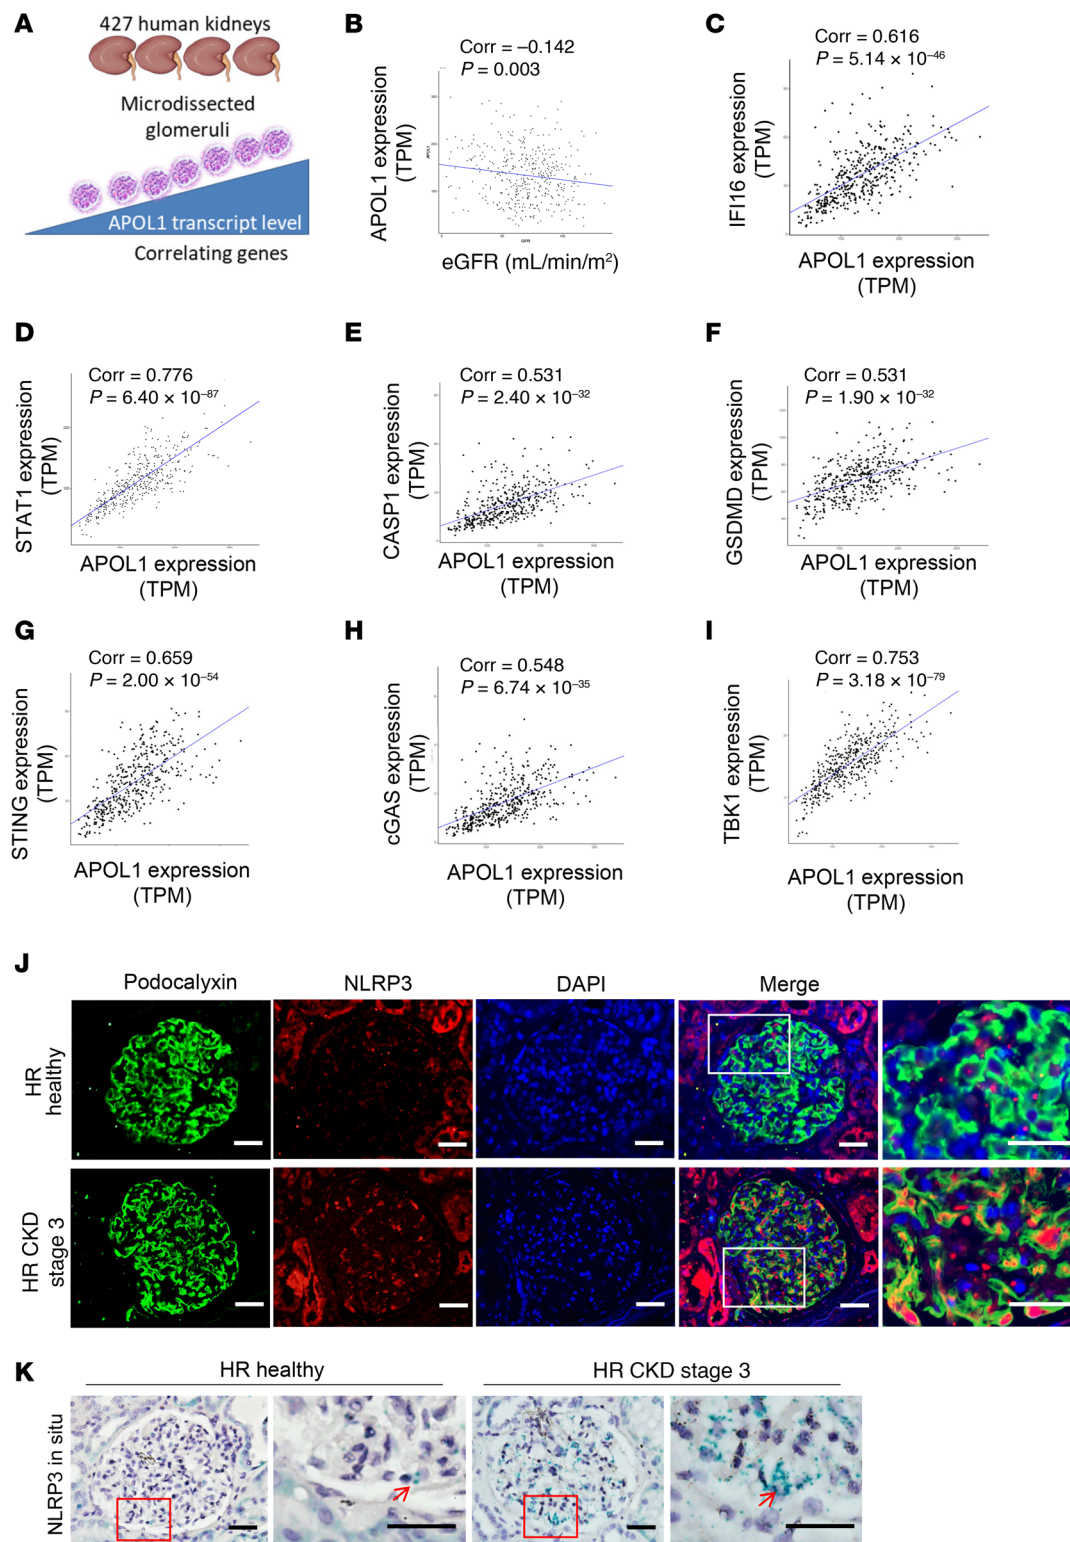 A
427 human kidneys
Microdissected
glomeruli
APOL1 transcript level
Correlating genes
B
Corr = –0.142
P = 0.003
APOL1 expression
(TPM)
eGFR (mL/min/m²)
C
Corr = 0.616
P = 5.14 × 10⁻⁴⁶
IFI16 expression
(TPM)
APOL1 expression
(TPM)
D
Corr = 0.776
P = 6.40 × 10⁻⁸⁷
STAT1 expression
(TPM)
APOL1 expression
(TPM)
E
Corr = 0.531
P = 2.40 × 10⁻³²
CASP1 expression
(TPM)
APOL1 expression
(TPM)
F
Corr = 0.531
P = 1.90 × 10⁻³²
GSDMD expression
(TPM)
APOL1 expression
(TPM)
G
Corr = 0.659
P = 2.00 × 10⁻⁵⁴
STING expression
(TPM)
APOL1 expression
(TPM)
H
Corr = 0.548
P = 6.74 × 10⁻³⁵
cGAS expression
(TPM)
APOL1 expression
(TPM)
I
Corr = 0.753
P = 3.18 × 10⁻⁷⁹
TBK1 expression
(TPM)
APOL1 expression
(TPM)
J
Podocalyxin
NLRP3
DAPI
Merge
HR
healthy
HR CKD
stage 3
K
HR healthy
HR CKD stage 3
NLRP3 in situ